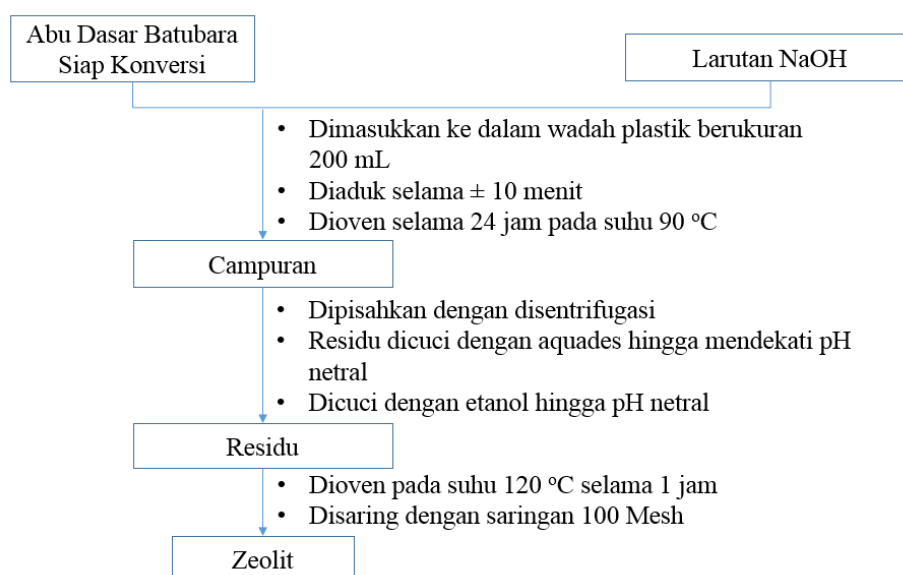 Abu Dasar Batubara
Siap Konversi
Larutan NaOH
• Dimasukkan ke dalam wadah plastik berukuran
200 mL
• Diaduk selama ± 10 menit
• Dioven selama 24 jam pada suhu 90 °C
Campuran
• Dipisahkan dengan disentrifugasi
• Residu dicuci dengan aquades hingga mendekati pH
netral
• Dicuci dengan etanol hingga pH netral
Residu
• Dioven pada suhu 120 °C selama 1 jam
• Disaring dengan saringan 100 Mesh
Zeolit